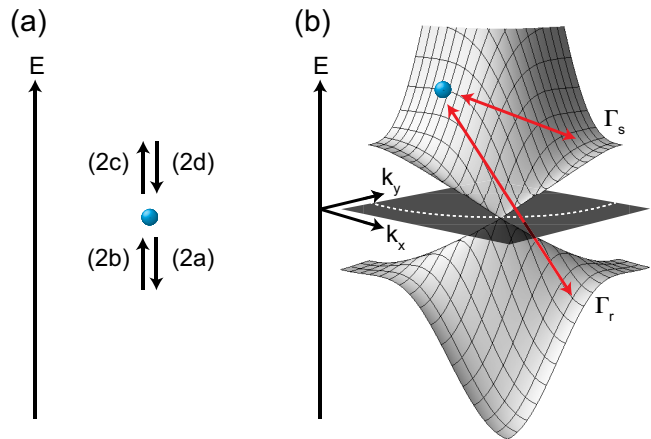 (a)
E
(2c) (2d)
(2b) (2a)
(b)
E
k_y
k_x
Γ_s
Γ_r